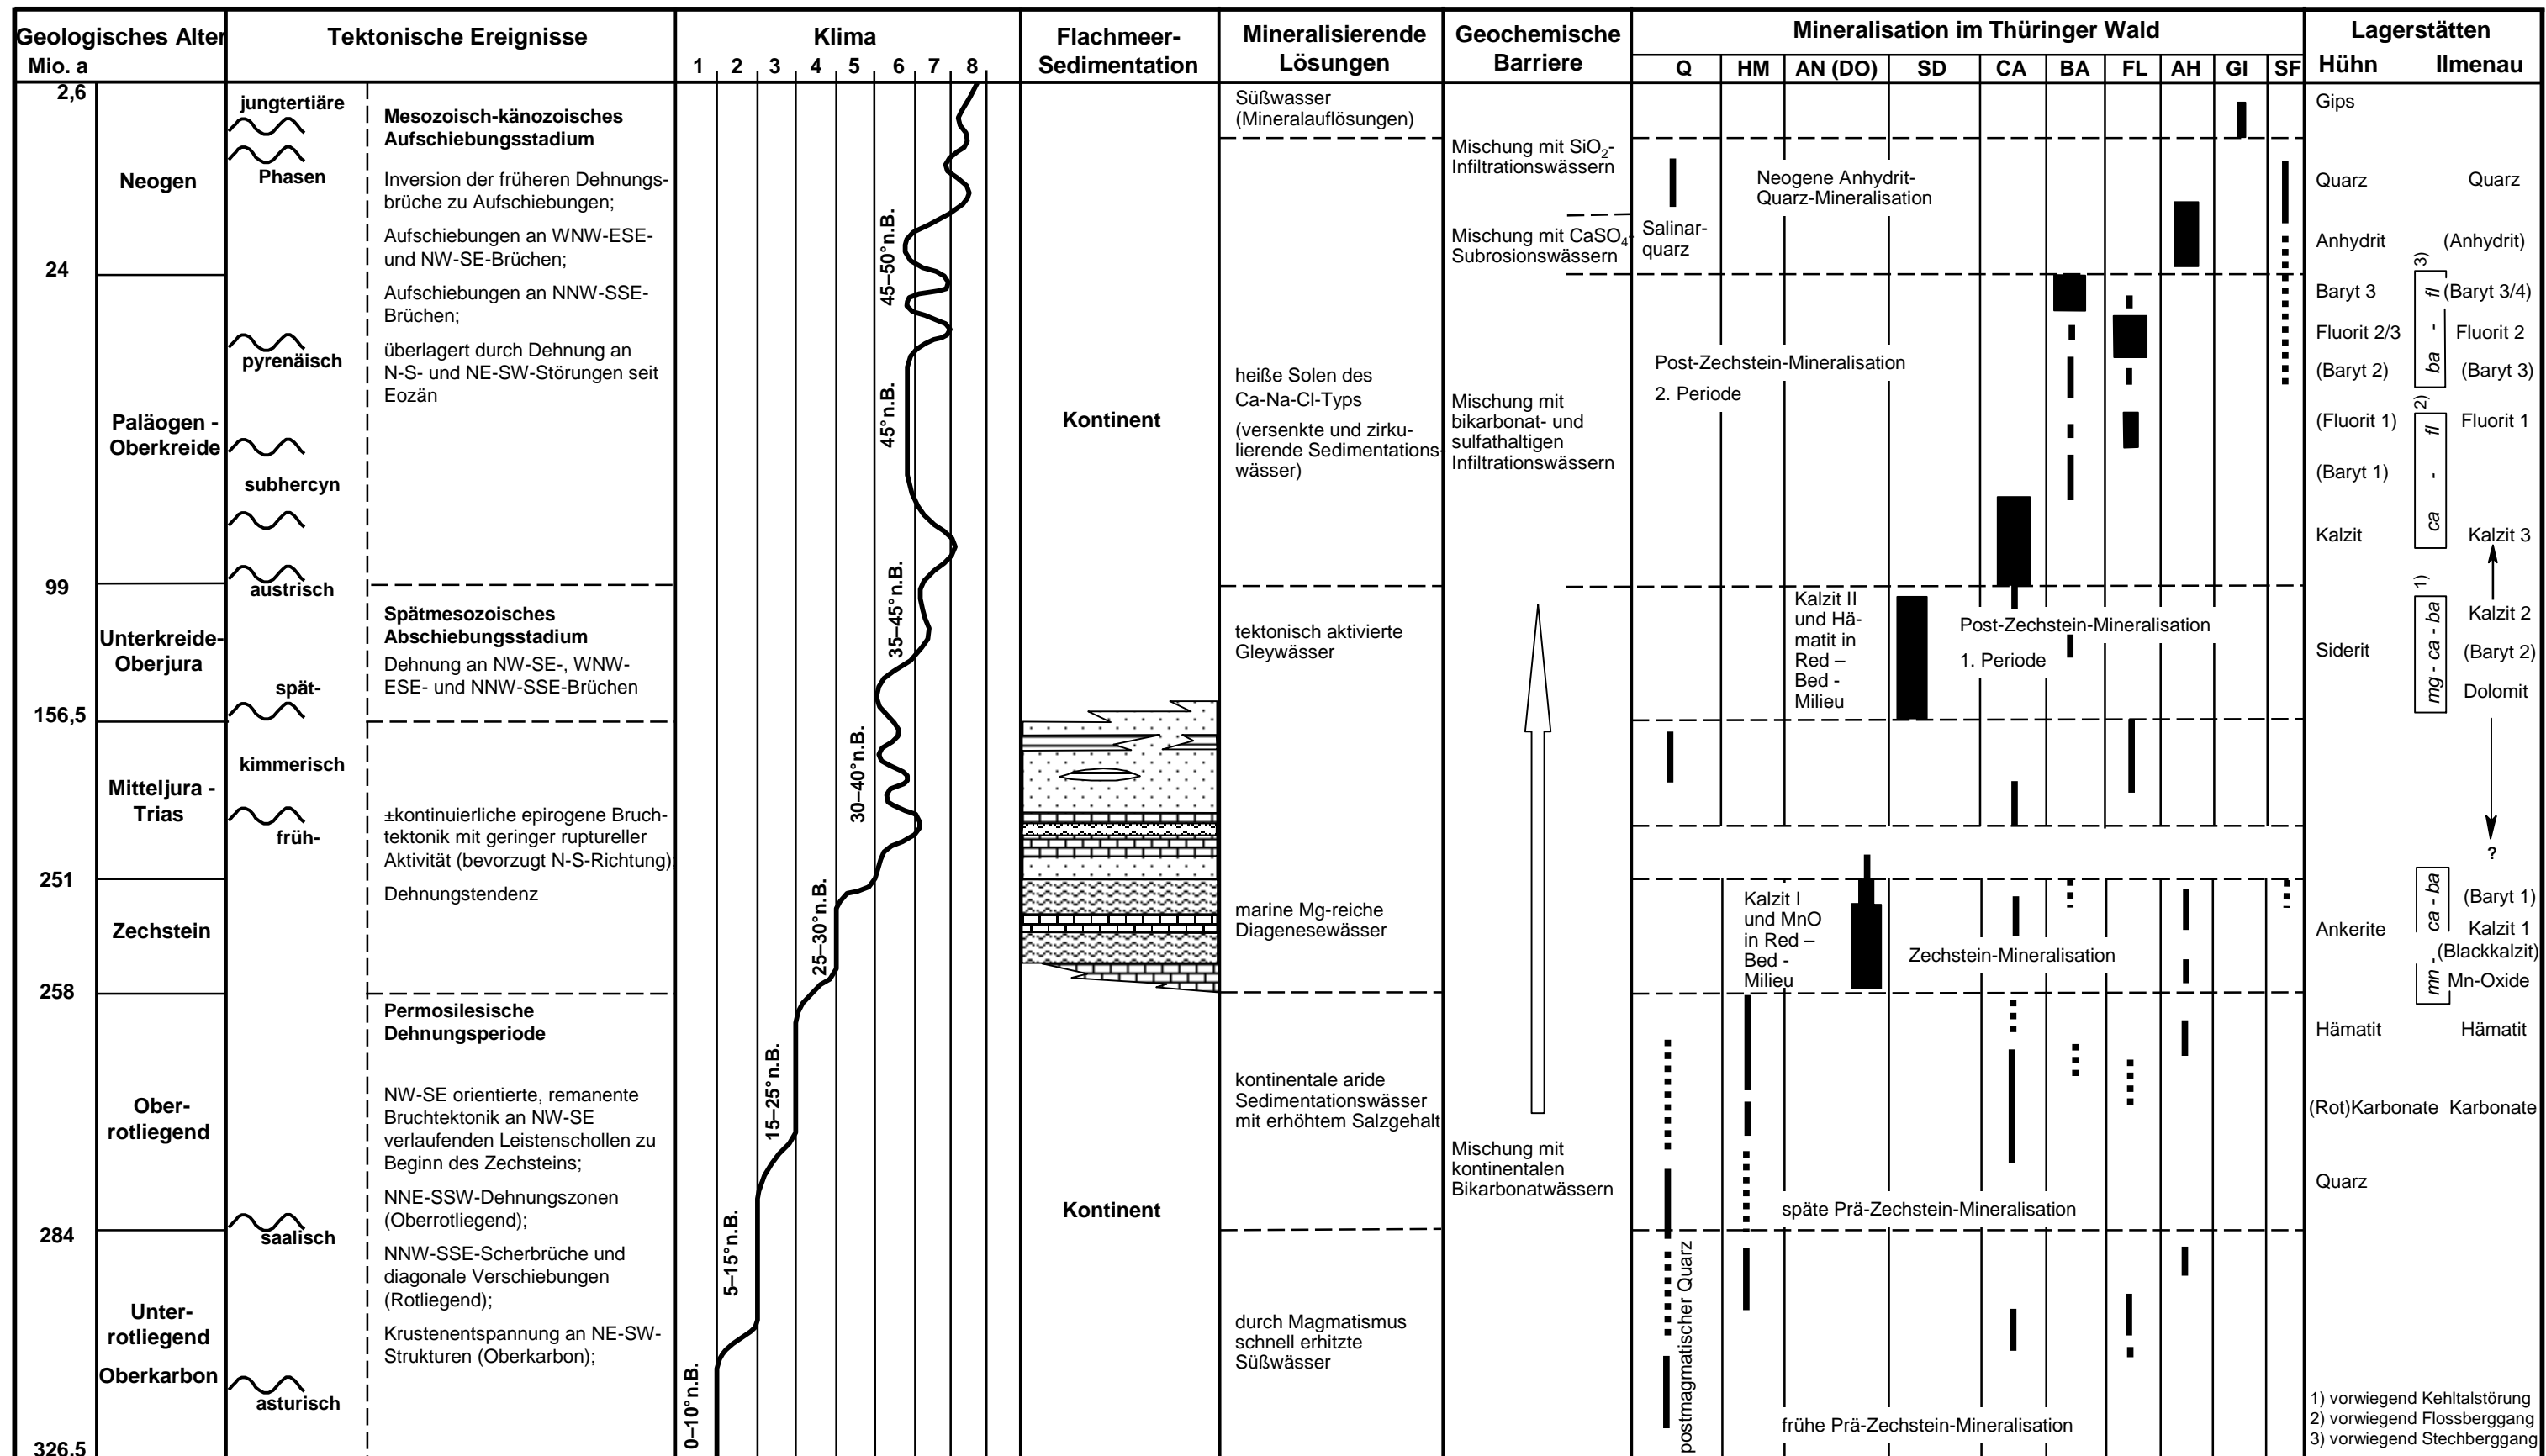 Geologisches Alter
Mio. a
Tektonische Ereignisse
Klima
1 2 3 4 5 6 7 8
Flachmeer-
Sedimentation
Mineralisierende
Lösungen
Geochemische
Barriere
Mineralisation im Thüringer Wald
Q HM AN (DO) SD CA BA FL AH GI SF
Lagerstätten
Hühn Ilmenau
2,6
Neogen
24
Paläogen -
Oberkreide
99
Unterkreide-
Oberjura
156,5
Mitteljura -
Trias
251
Zechstein
258
Ober-
rotliegend
284
Unter-
rotliegend
Oberkarbon
326,5
jungtertiäre
Phasen
pyrenäisch
subhercyn
austrisch
spät-
kimmerisch
früh-
saalisch
asturisch
Mesozoisch-känozoisches
Aufschiebungsstadium
Inversion der früheren Dehnungs-
brüche zu Aufschiebungen;
Aufschiebungen an WNW-ESE-
und NW-SE-Brüchen;
Aufschiebungen an NNW-SSE-
Brüchen;
überlagert durch Dehnung an
N-S- und NE-SW-Störungen seit
Eozän
Spätmesozoisches
Abschiebungsstadium
Dehnung an NW-SE-, WNW-
ESE- und NNW-SSE-Brüchen
±kontinuierliche epirogene Bruch-
tektonik mit geringer ruptureller
Aktivität (bevorzugt N-S-Richtung)
Dehnungstendenz
Permosilesische
Dehnungsperiode
NW-SE orientierte, remanente
Bruchtektonik an NW-SE
verlaufenden Leistenschollen zu
Beginn des Zechsteins;
NNE-SSW-Dehnungszonen
(Oberrotliegend);
NNW-SSE-Scherbrüche und
diagonale Verschiebungen
(Rotliegend);
Krustenentspannung an NE-SW-
Strukturen (Oberkarbon);
45–50°n.B.
45°n.B.
35–45°n.B.
30–40°n.B.
25–30°n.B.
15–25°n.B.
5–15°n.B.
0–10°n.B.
Kontinent
Kontinent
Süßwasser
(Mineralauflösungen)
heiße Solen des
Ca-Na-Cl-Typs
(versenkte und zirku-
lierende Sedimentations-
wässer)
tektonisch aktivierte
Gleywässer
marine Mg-reiche
Diagenesewässer
kontinentale aride
Sedimentationswässer
mit erhöhtem Salzgehalt
durch Magmatismus
schnell erhitzte
Süßwässer
Mischung mit SiO2-
Infiltrationswässern
Mischung mit CaSO4-
Subrosionswässern
Mischung mit
bikarbonat- und
sulfathaltigen
Infiltrationswässern
Mischung mit
kontinentalen
Bikarbonatwässern
Neogene Anhydrit-
Quarz-Mineralisation
Salinar-
quarz
Post-Zechstein-Mineralisation
2. Periode
Kalzit II
und Hä-
matit in
Red –
Bed -
Milieu
Post-Zechstein-Mineralisation
1. Periode
Kalzit I
und MnO
in Red –
Bed -
Milieu
Zechstein-Mineralisation
späte Prä-Zechstein-Mineralisation
postmagmatischer Quarz
frühe Prä-Zechstein-Mineralisation
Gips
Quarz Quarz
Anhydrit (Anhydrit)
3)
Baryt 3 (Baryt 3/4)
Fluorit 2/3 Fluorit 2
(Baryt 2) (Baryt 3)
ba - fl
2)
(Fluorit 1) Fluorit 1
(Baryt 1)
Kalzit Kalzit 3
ca - fl
1)
Kalzit 2
Siderit (Baryt 2)
Dolomit
mg - ca - ba
?
(Baryt 1)
Ankerite Kalzit 1
(Blackkalzit)
Mn-Oxide
mn - ca - ba
Hämatit Hämatit
(Rot)Karbonate Karbonate
Quarz
1) vorwiegend Kehltalstörung
2) vorwiegend Flossberggang
3) vorwiegend Stechberggang